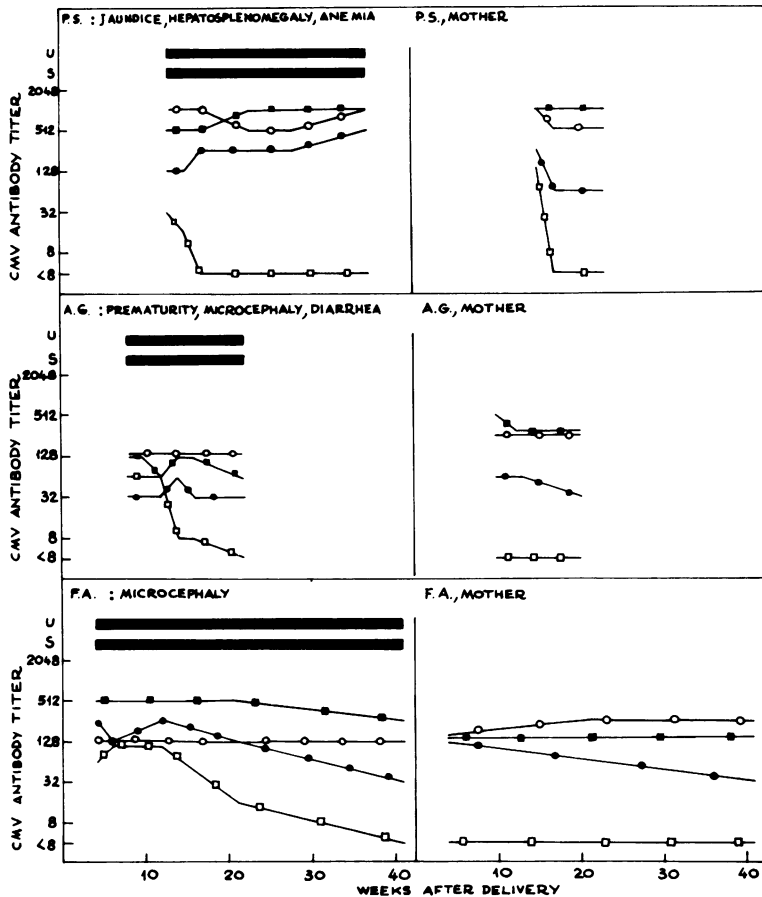 P.S. : JAUNDICE, HEPATOSPLENOMEGALY, ANEMIA
P.S., MOTHER
U
S
2048
512
128
32
8
<8
CMV ANTIBODY TITER
A.G. : PREMATURITY, MICROCEPHALY, DIARRHEA
A.G., MOTHER
U
S
2048
512
128
32
8
<8
CMV ANTIBODY TITER
F.A. : MICROCEPHALY
F.A., MOTHER
U
S
2048
512
128
32
8
<8
CMV ANTIBODY TITER
10 20 30 40 10 20 30 40
WEEKS AFTER DELIVERY